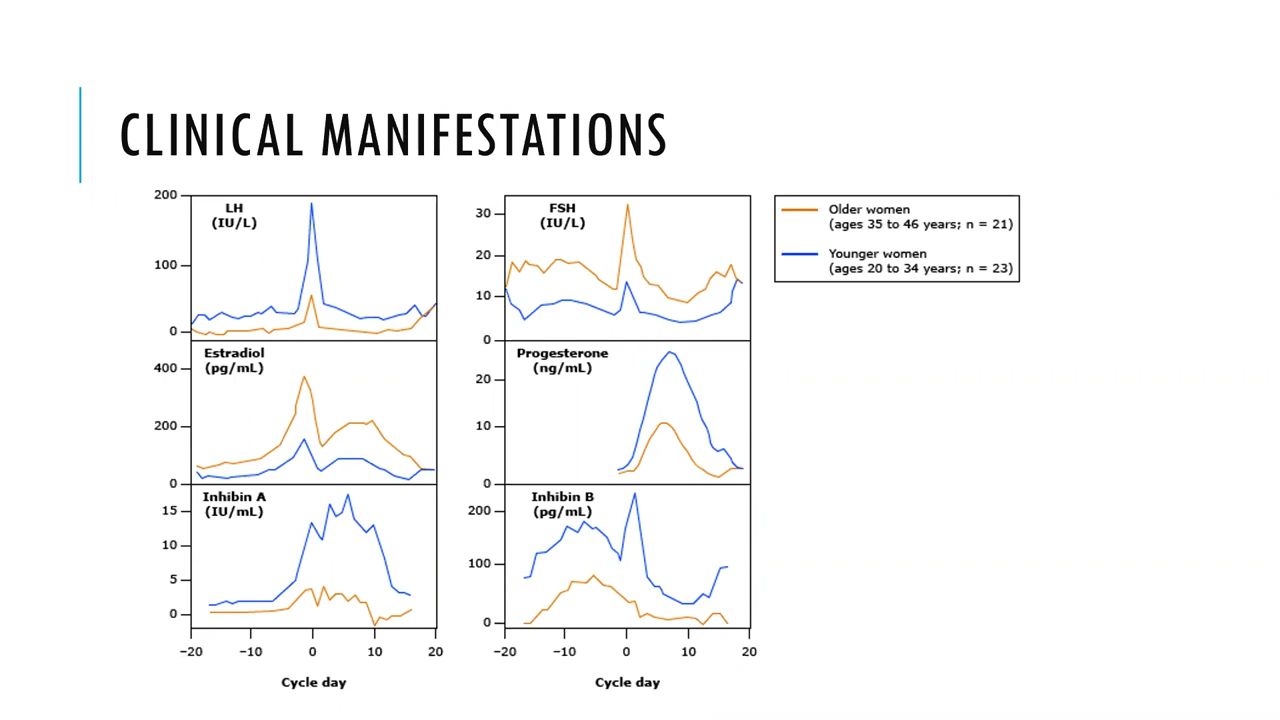 CLINICAL MANIFESTATIONS
LH
(IU/L)
200
100
0
FSH
(IU/L)
30
20
10
0
Older women
(ages 35 to 46 years; n = 21)
Younger women
(ages 20 to 34 years; n = 23)
Estradiol
(pg/mL)
400
200
0
Progesterone
(ng/mL)
20
10
0
Inhibin A
(IU/mL)
15
10
5
0
−20 −10 0 10 20
Cycle day
Inhibin B
(pg/mL)
200
100
0
−20 −10 0 10 20
Cycle day